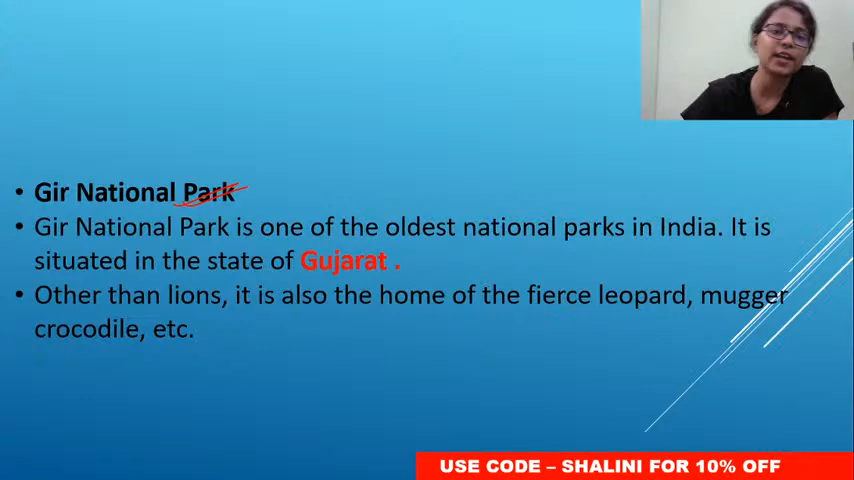 • Gir National Park
• Gir National Park is one of the oldest national parks in India. It is
situated in the state of Gujarat .
• Other than lions, it is also the home of the fierce leopard, mugger
crocodile, etc.
USE CODE – SHALINI FOR 10% OFF